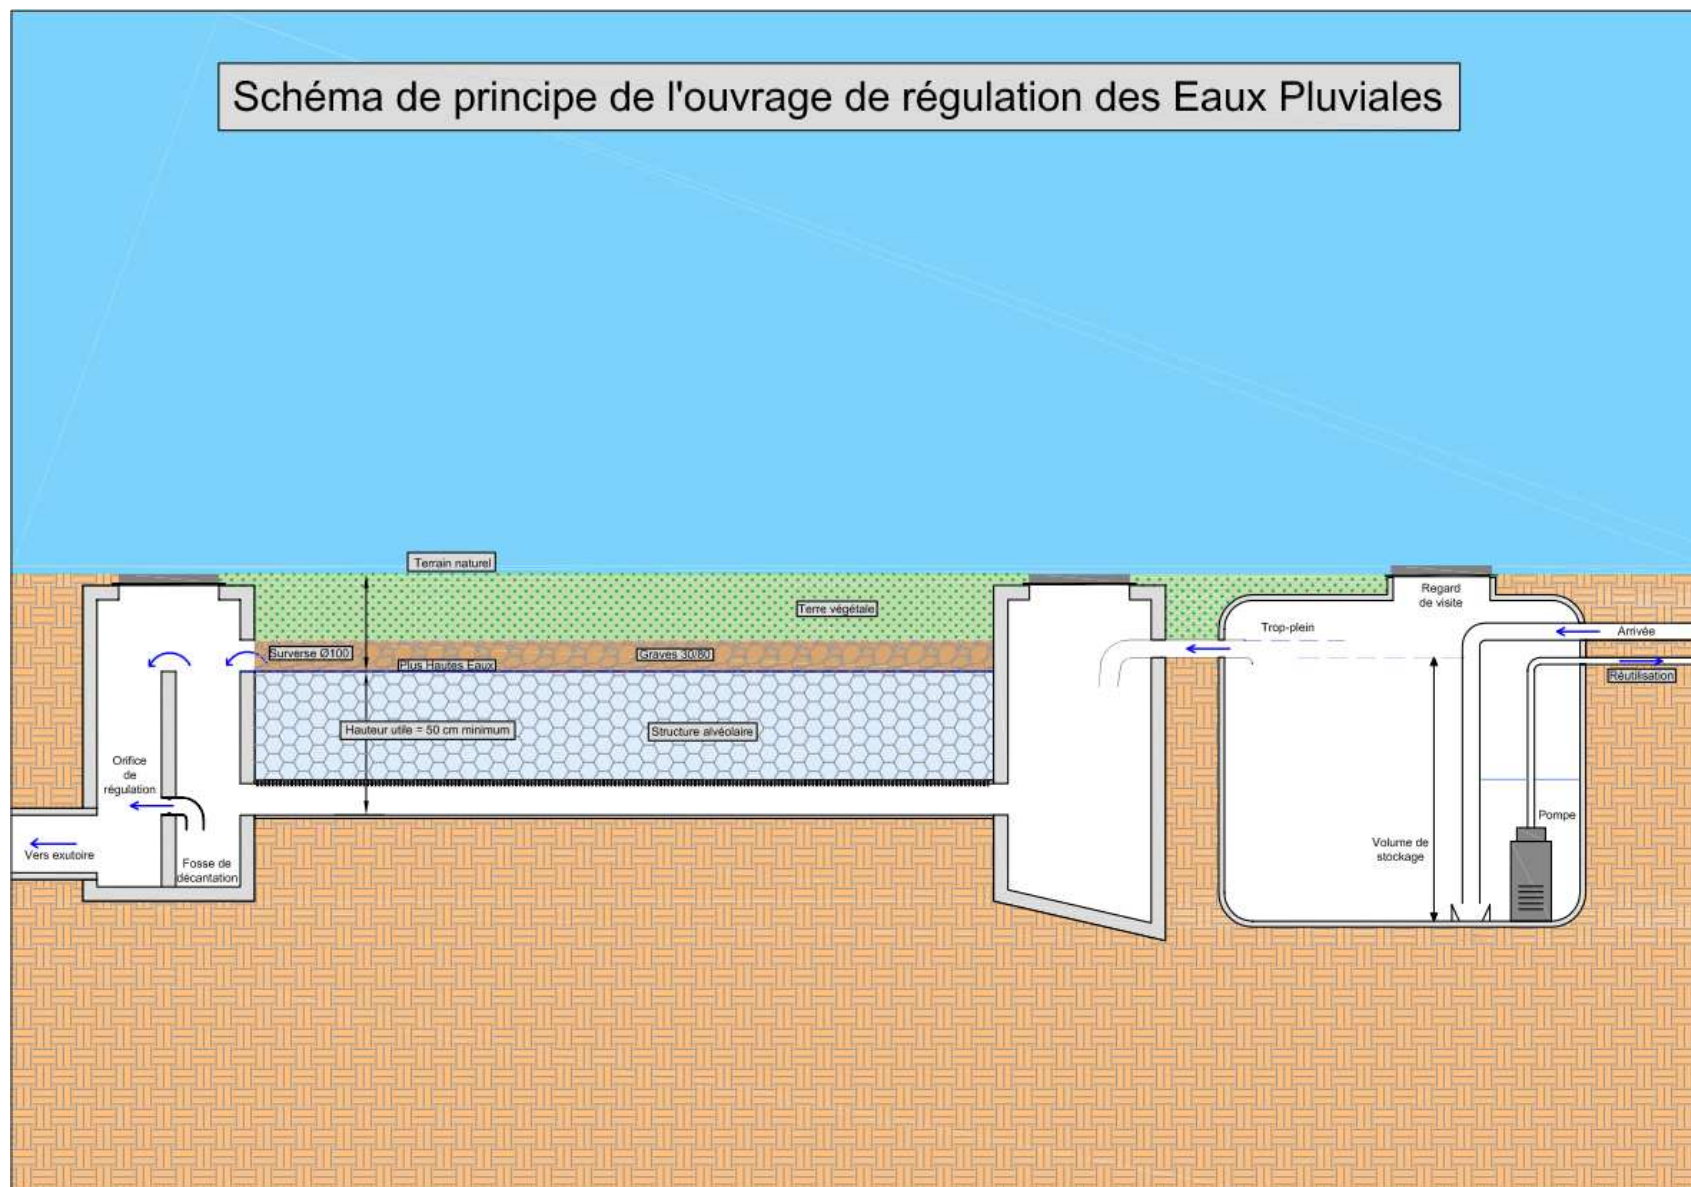 Schéma de principe de l'ouvrage de régulation des Eaux Pluviales
Terrain naturel
Terre végétale
Surverse Ø100
Graves 30/80
Plus Hautes Eaux
Hauteur utile = 50 cm minimum
Structure alvéolaire
Orifice
de
régulation
Vers exutoire
Fosse de
décantation
Trop-plein
Regard
de visite
Arrivée
Réutilisation
Volume de
stockage
Pompe